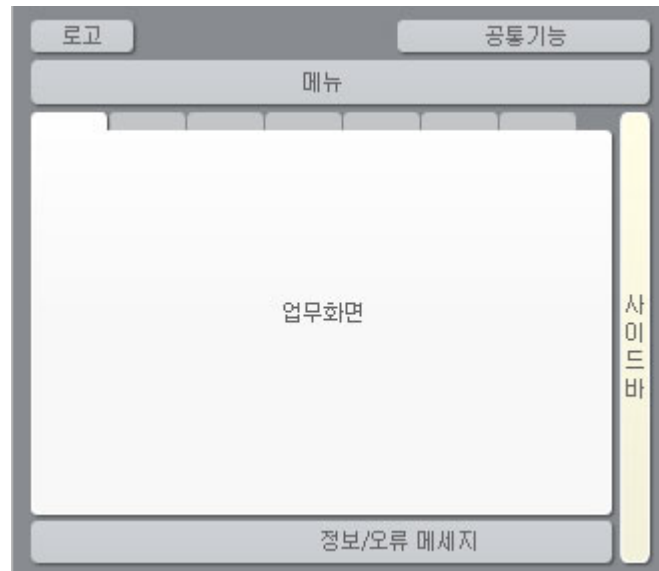 로고
공통기능
메뉴
업무화면
사이드바
정보/오류 메세지